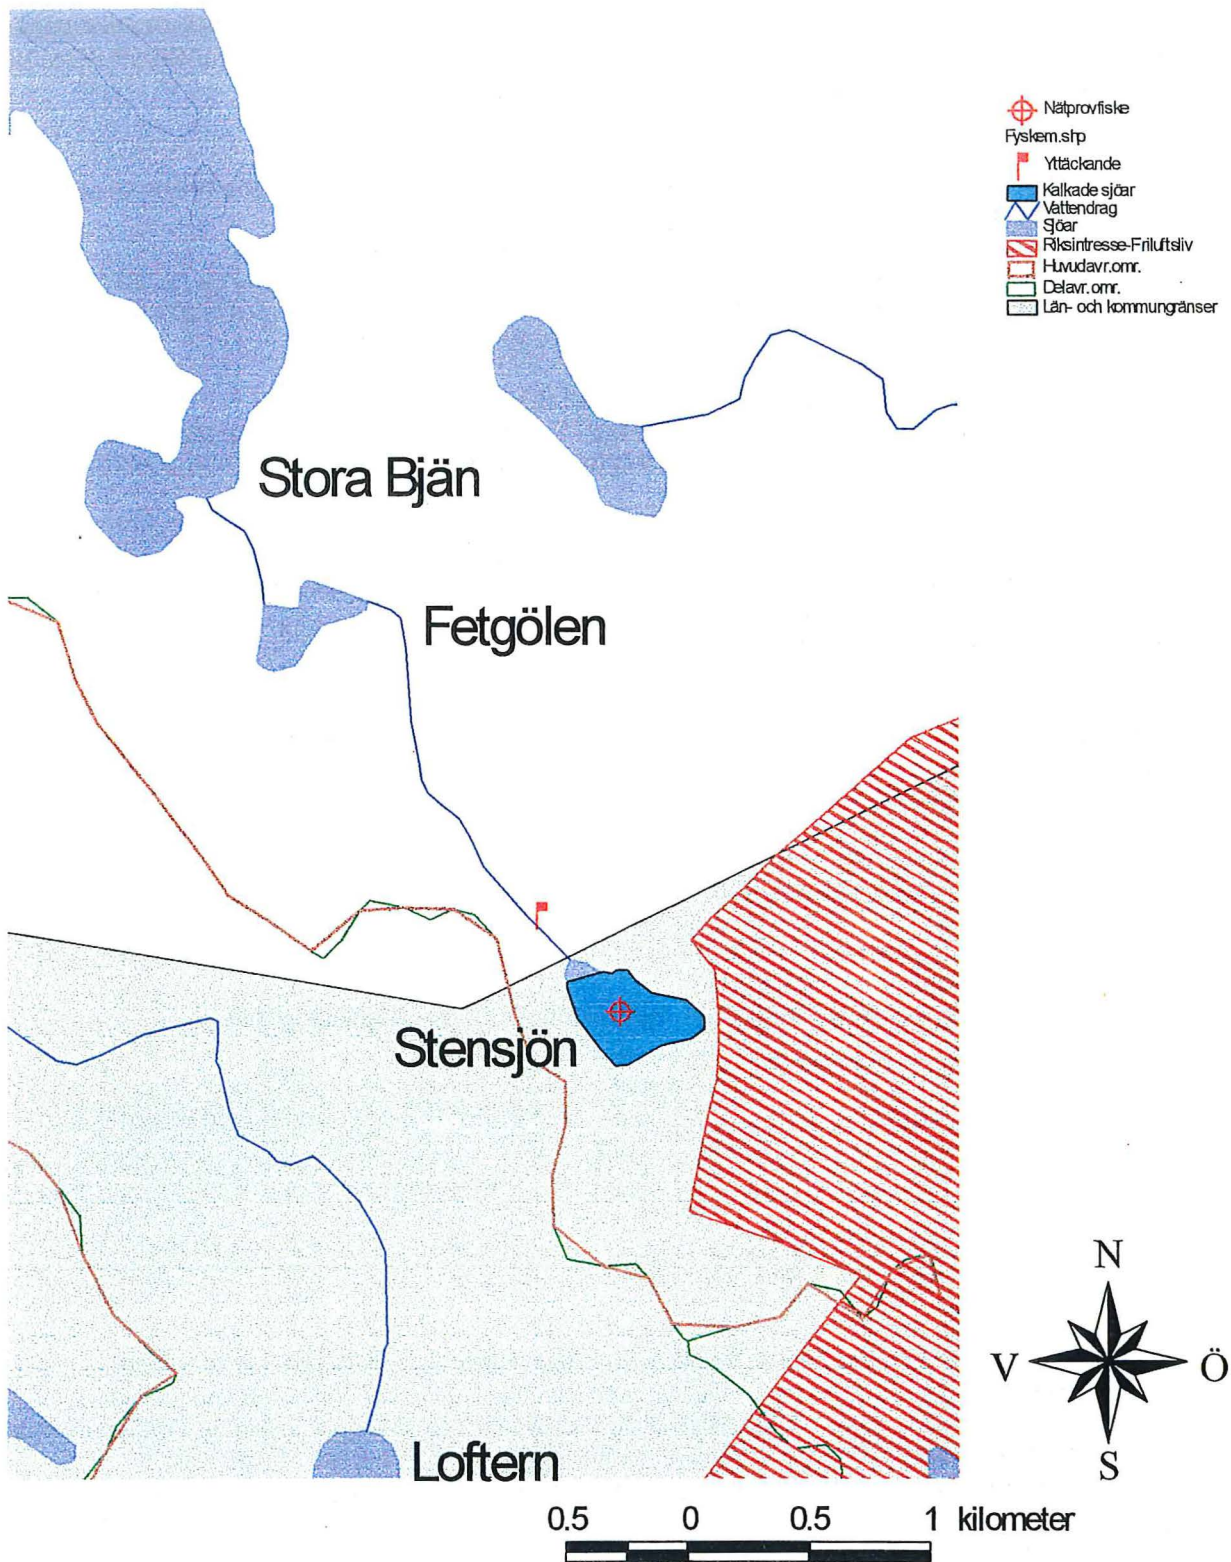 Nätprovfiske
Fyskem.shp
Yttäckande
Kalkade sjöar
Vattendrag
Sjöar
Riksintresse-Friluftsliv
Huvudavr.omr.
Delavr.omr.
Län- och kommungränser
Stora Bjän
Fetgölen
Stensjön
N
V Ö
S
Loftern
0.5 0 0.5 1 kilometer